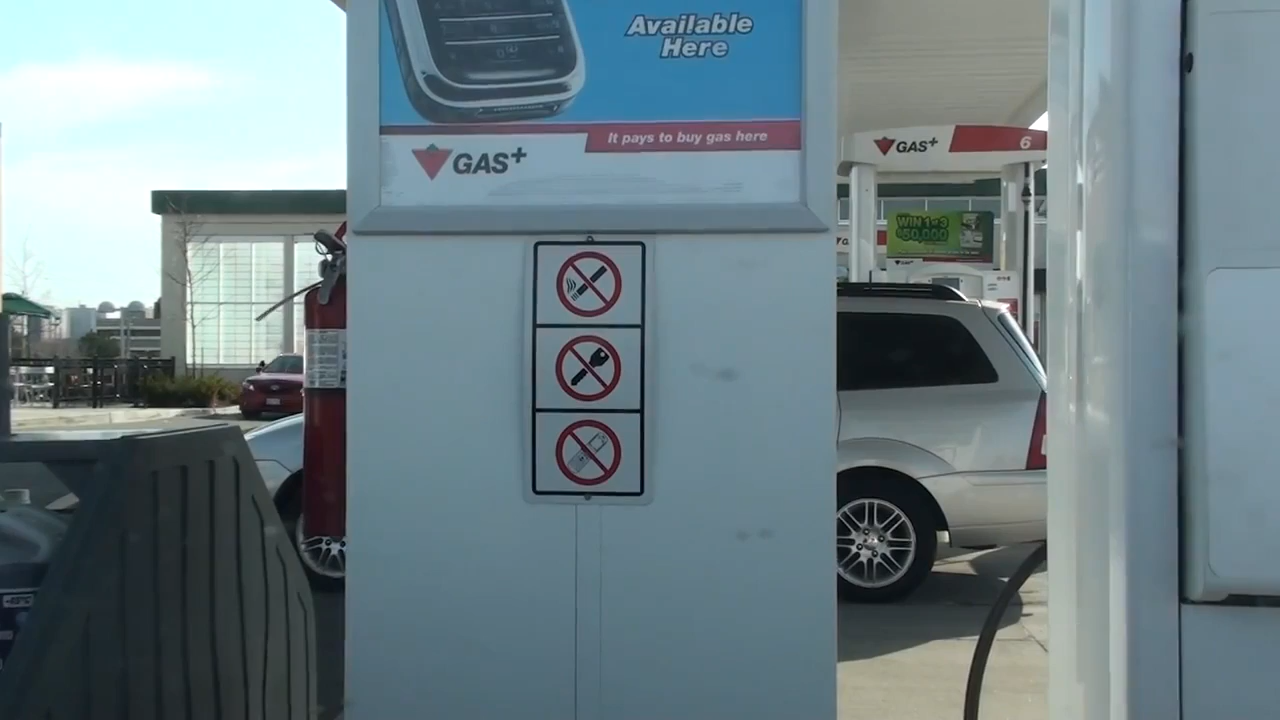 Available
Here
It pays to buy gas here
GAS+
GAS+
6
WIN 1 OF 3
$50,000